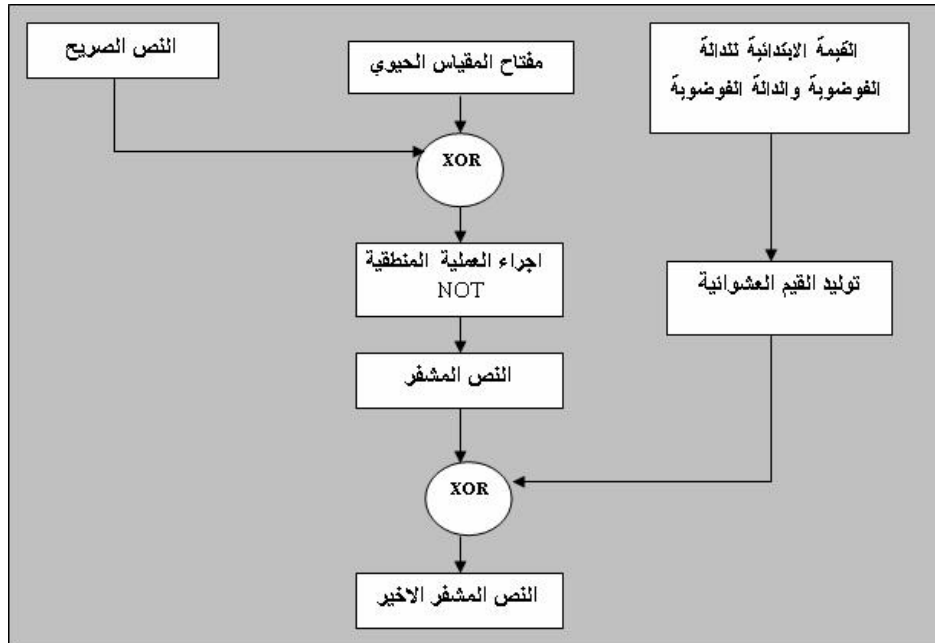 النص الصريح
مفتاح المقياس الحيوي
القيمة الابتدائية للدالة
الفوضوية والدالة الفوضوية
XOR
اجراء العملية المنطقية
NOT
توليد القيم العشوائية
النص المشفر
XOR
النص المشفر الاخير